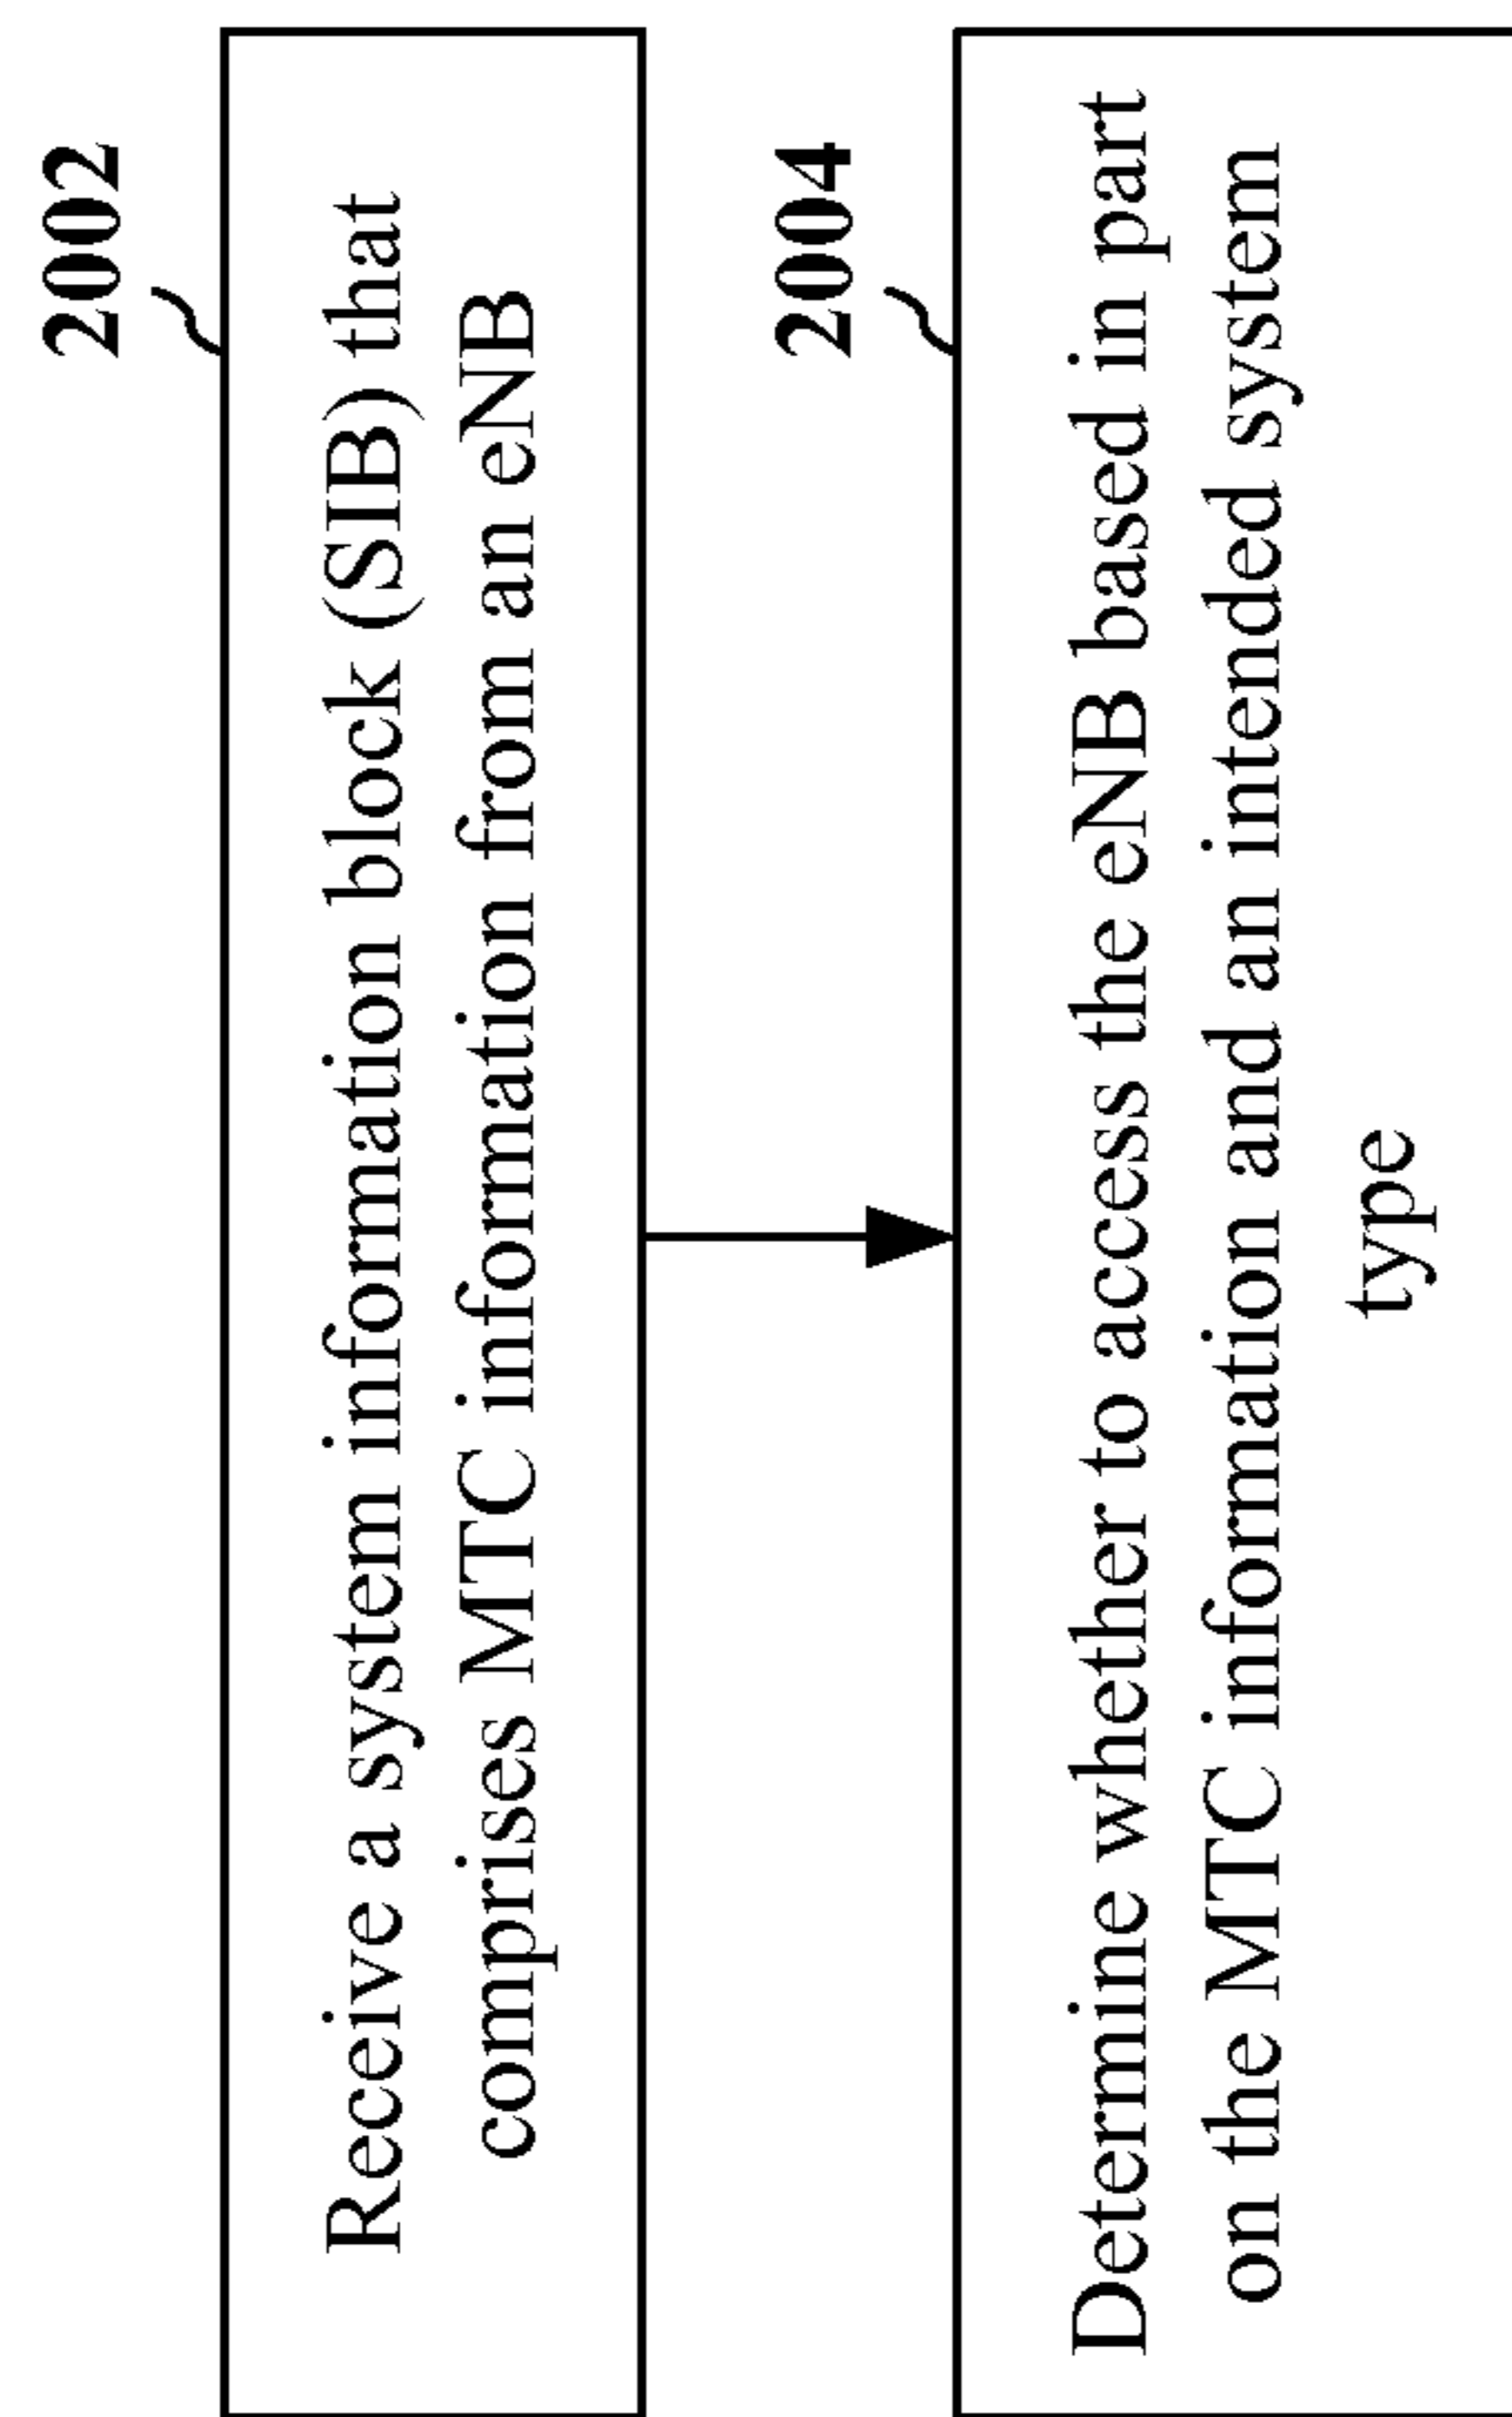 2002
Receive a system information block (SIB) that
comprises MTC information from an eNB
2004
Determine whether to access the eNB based in part
on the MTC information and an intended system
type